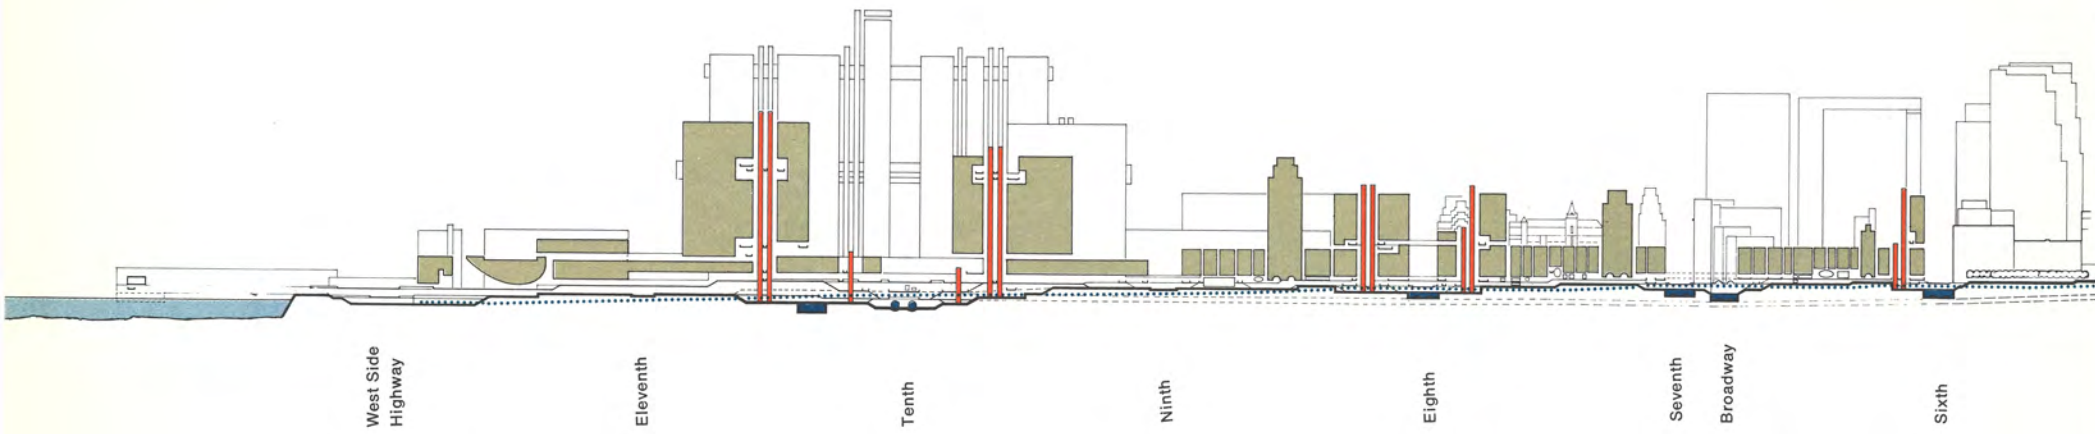 West Side
Highway
Eleventh
Tenth
Ninth
Eighth
Seventh
Broadway
Sixth